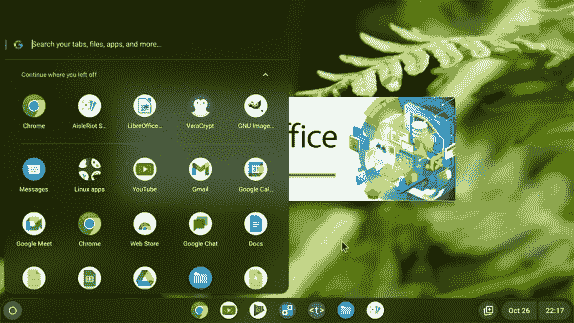 Search your tabs, files, apps, and more...
Continue where you left off
Chrome
AisleRiot S...
LibreOffice...
VeraCrypt
GNU Image...
ffice
Messages
Linux apps
YouTube
Gmail
Google Cal...
31
Google Meet
Chrome
Web Store
Google Chat
Docs
<t>
Oct 26
22:17